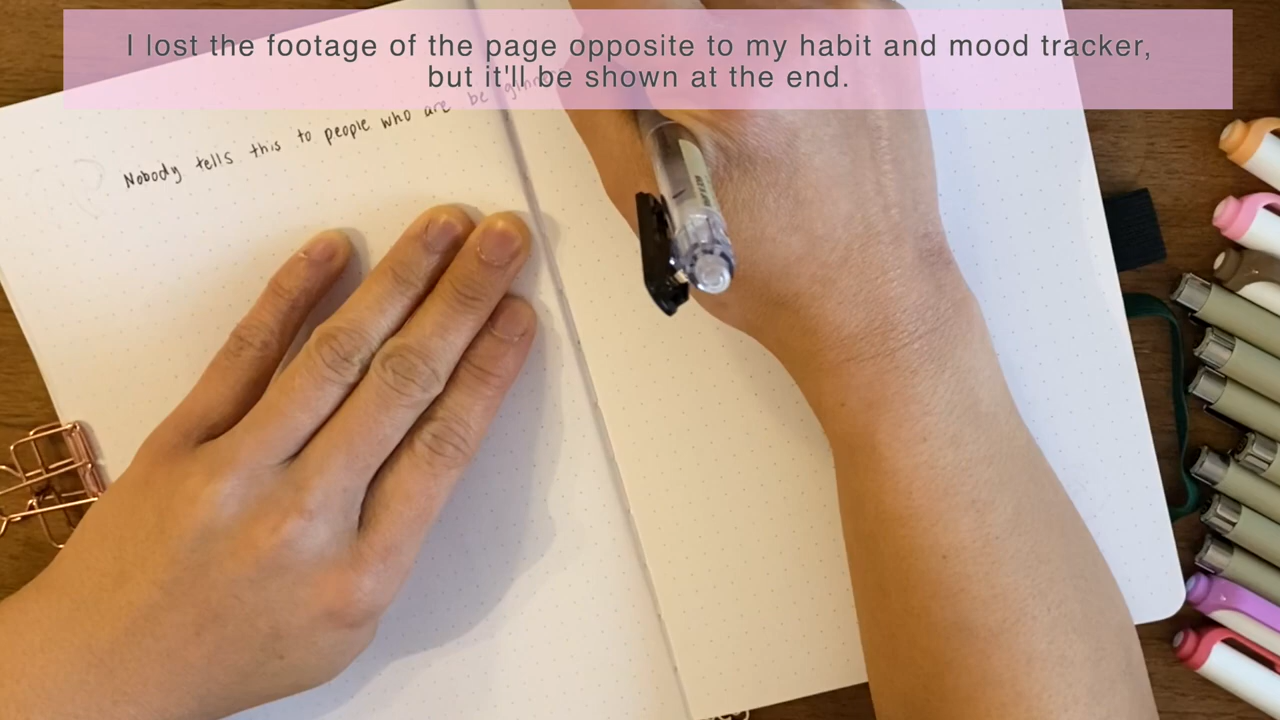 I lost the footage of the page opposite to my habit and mood tracker,
but it'll be shown at the end.
Nobody tells this to people who are